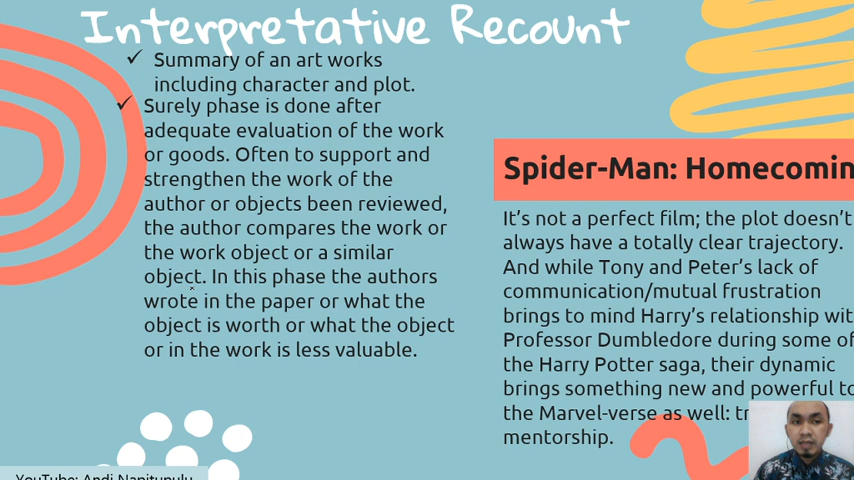 Interpretative Recount
✓ Summary of an art works
including character and plot.
✓ Surely phase is done after
adequate evaluation of the work
or goods. Often to support and
strengthen the work of the
author or objects been reviewed,
the author compares the work or
the work object or a similar
object. In this phase the authors
wrote in the paper or what the
object is worth or what the object
or in the work is less valuable.
Spider-Man: Homecomin
It's not a perfect film; the plot doesn't
always have a totally clear trajectory.
And while Tony and Peter's lack of
communication/mutual frustration
brings to mind Harry's relationship wit
Professor Dumbledore during some of
the Harry Potter saga, their dynamic
brings something new and powerful to
the Marvel-verse as well:
mentorship.
YouTube: Andi Napitupulu